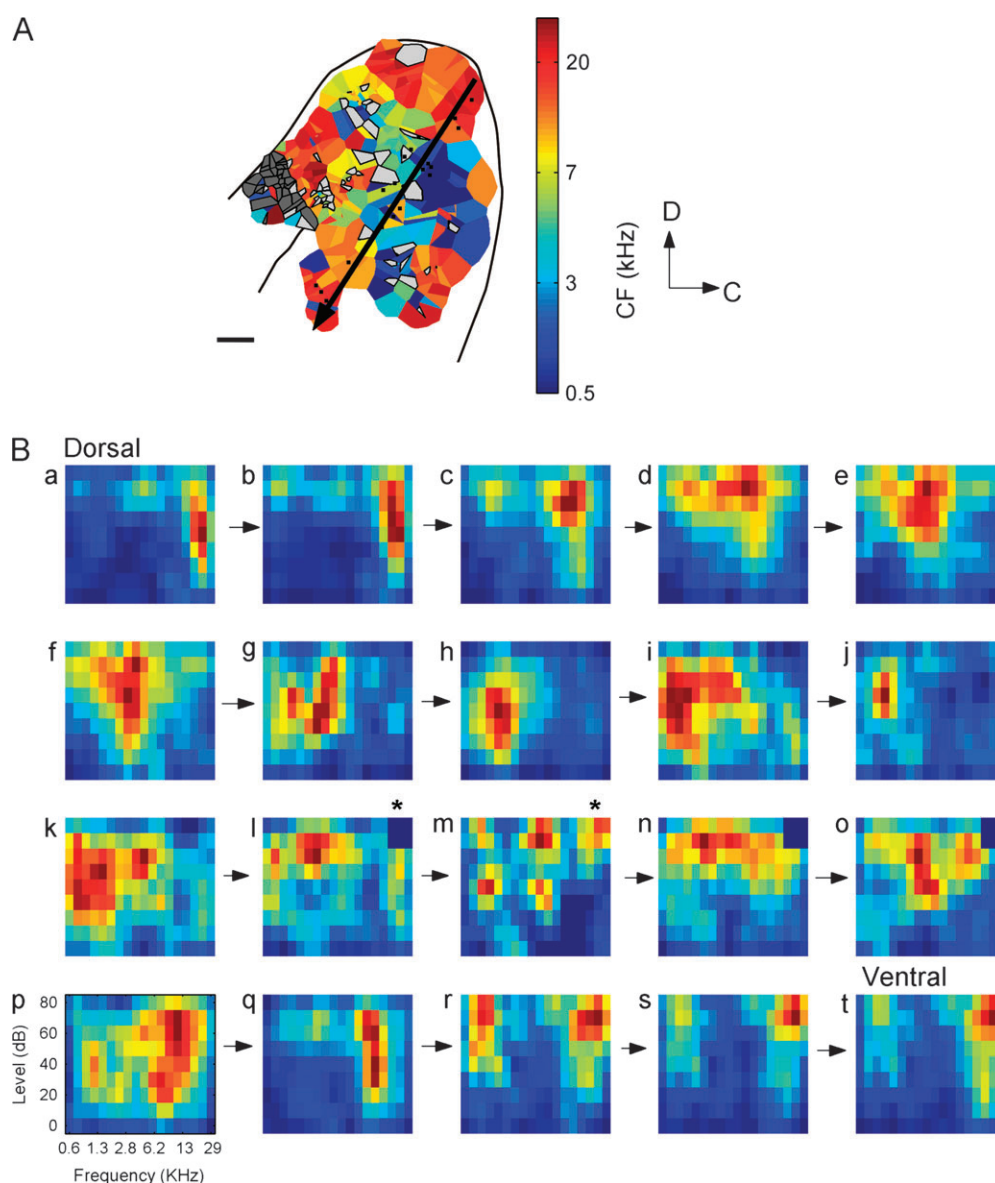 A
20
7
3
0.5
CF (kHz)
D
C
B
Dorsal
a b c d e
f g h i j
* *
k l m n o
Ventral
p q r s t
80
60
40
20
0
Level (dB)
0.6 1.3 2.8 6.2 13 29
Frequency (KHz)